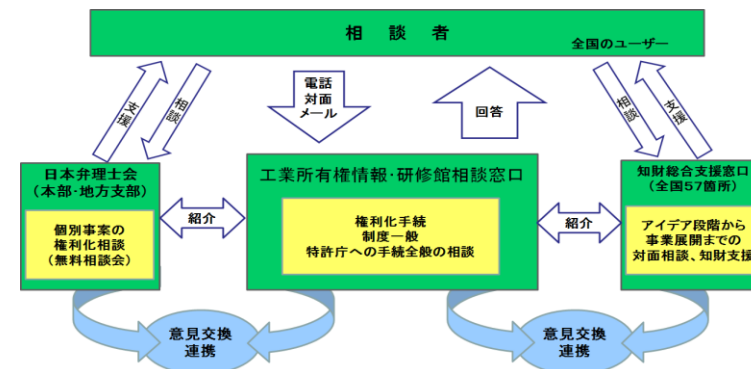 相 談 者
全国のユーザー
支援
相談
電話
対面
メール
回答
相談
支援
日本弁理士会
(本部・地方支部)
個別事案の
権利化相談
(無料相談会)
紹介
工業所有権情報・研修館相談窓口
権利化手続
制度一般
特許庁への手続全般の相談
紹介
知財総合支援窓口
(全国57箇所)
アイデア段階から
事業展開までの
対面相談、知財支援
意見交換
連携
意見交換
連携